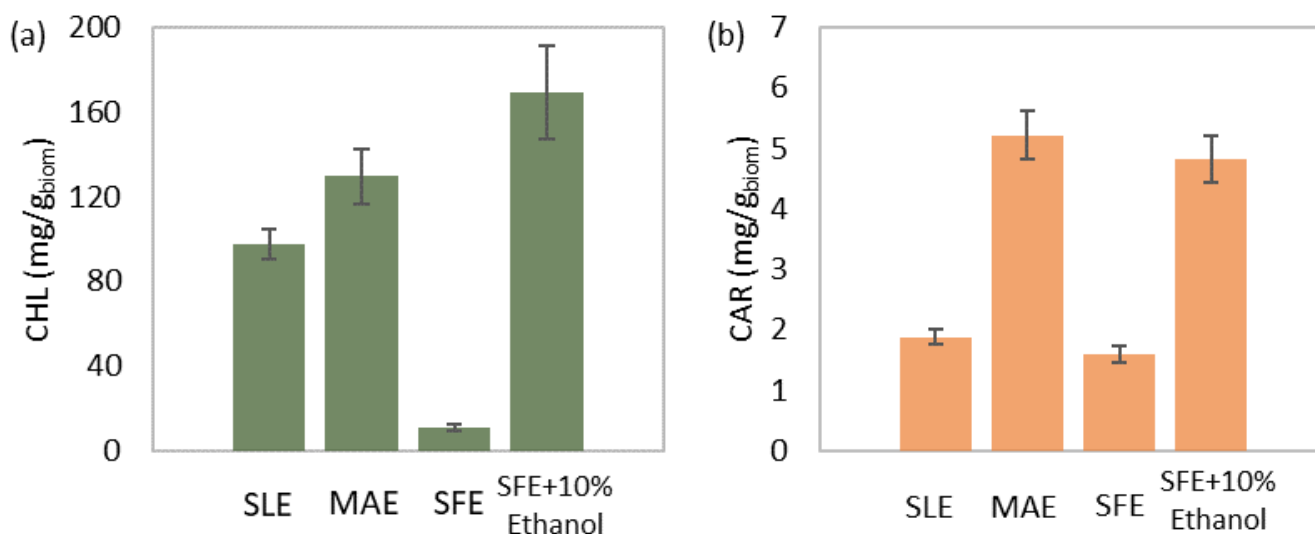 (a)
CHL (mg/gbiom)
200
160
120
80
40
0
SLE MAE SFE SFE+10%
Ethanol
(b)
CAR (mg/gbiom)
7
6
5
4
3
2
1
0
SLE MAE SFE SFE+10%
Ethanol